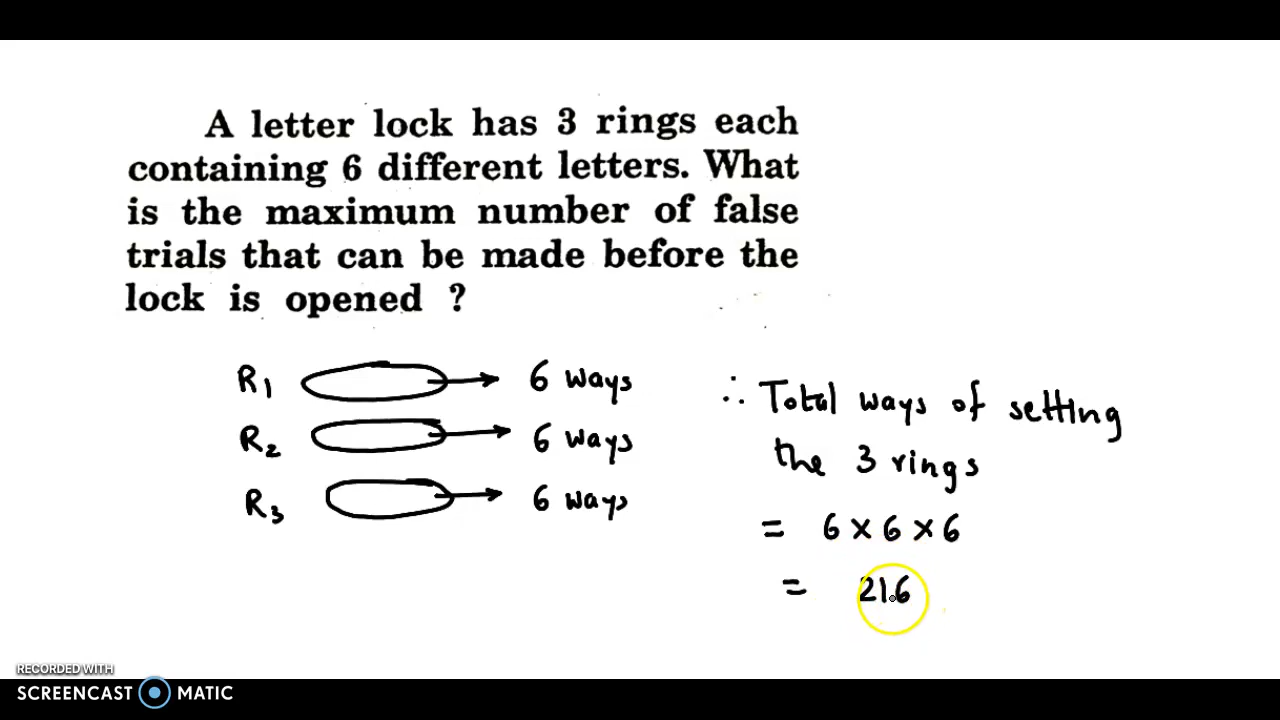 A letter lock has 3 rings each
containing 6 different letters. What
is the maximum number of false
trials that can be made before the
lock is opened ?
R1 → 6 ways
R2 → 6 ways
R3 → 6 ways
∴ Total ways of setting
the 3 rings
= 6 × 6 × 6
= 216
RECORDED WITH
SCREENCAST MATIC